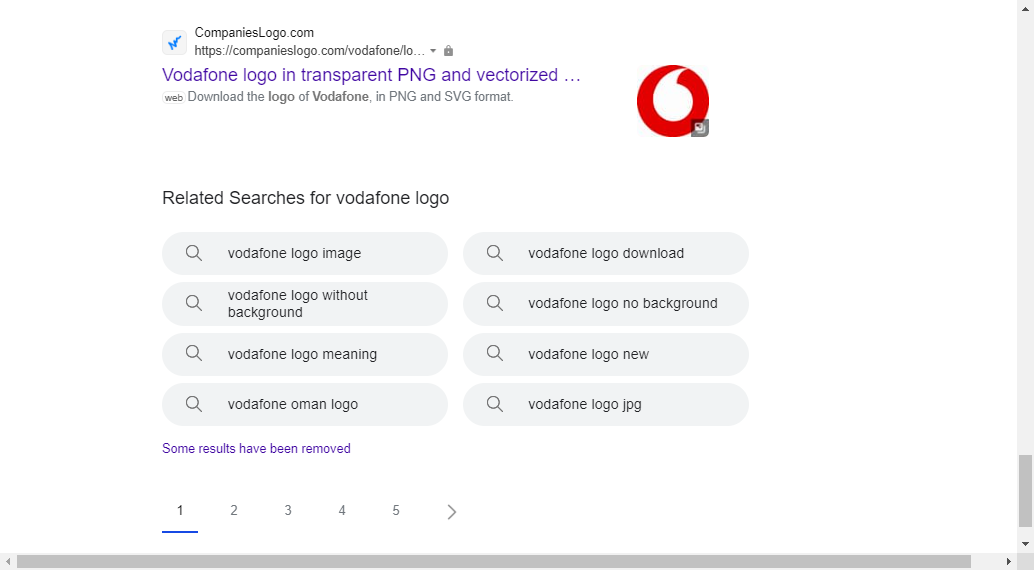 CompaniesLogo.com
https://companieslogo.com/vodafone/lo…
Vodafone logo in transparent PNG and vectorized …
web Download the logo of Vodafone, in PNG and SVG format.
Related Searches for vodafone logo
vodafone logo image
vodafone logo download
vodafone logo without
background
vodafone logo no background
vodafone logo meaning
vodafone logo new
vodafone oman logo
vodafone logo jpg
Some results have been removed
1 2 3 4 5